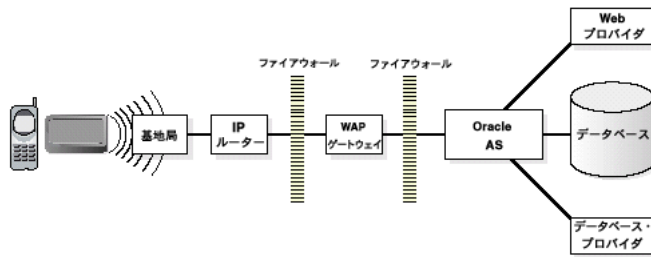 Web
プロバイダ
ファイアウォール
ファイアウォール
基地局
IP
ルーター
WAP
ゲートウェイ
Oracle
AS
データベース
データベース・
プロバイダ